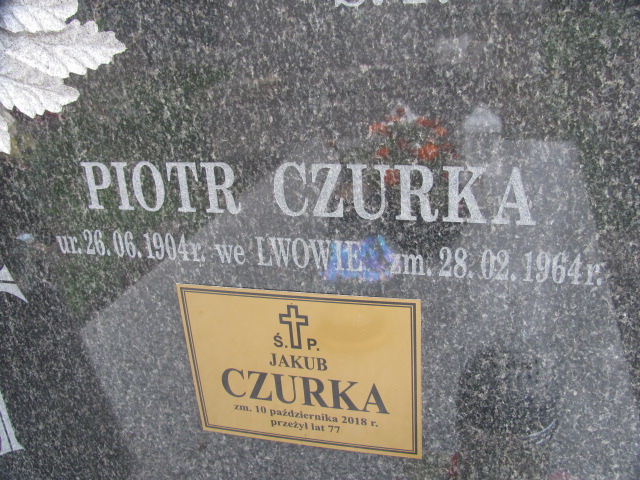 PIOTR CZURKA
ur. 26.06.1904r. we LWOWIE zm. 28.02.1964r.
Ś. P.
JAKUB
CZURKA
zm. 10 października 2018 r.
przeżył lat 77